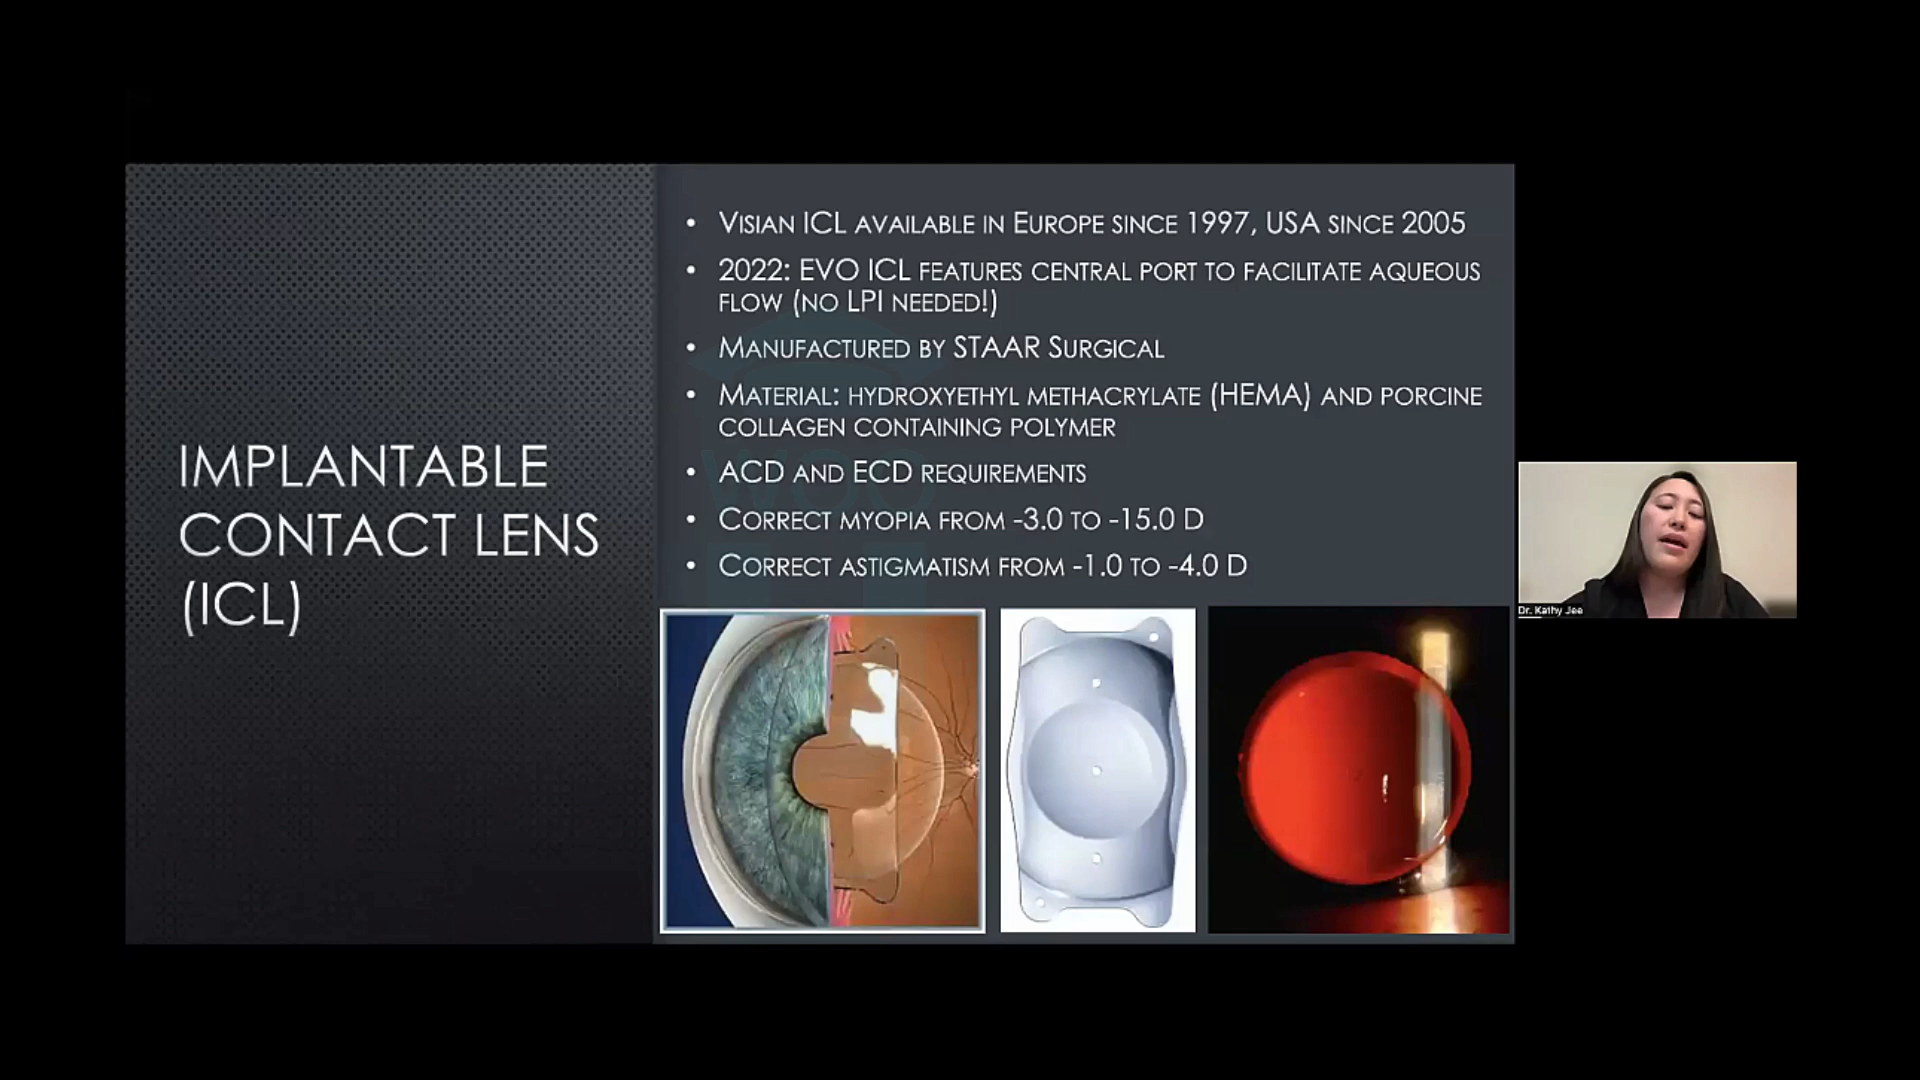 IMPLANTABLE
CONTACT LENS
(ICL)
• VISIAN ICL AVAILABLE IN EUROPE SINCE 1997, USA SINCE 2005
• 2022: EVO ICL FEATURES CENTRAL PORT TO FACILITATE AQUEOUS
FLOW (NO LPI NEEDED!)
• MANUFACTURED BY STAAR SURGICAL
• MATERIAL: HYDROXYETHYL METHACRYLATE (HEMA) AND PORCINE
COLLAGEN CONTAINING POLYMER
• ACD AND ECD REQUIREMENTS
• CORRECT MYOPIA FROM -3.0 TO -15.0 D
• CORRECT ASTIGMATISM FROM -1.0 TO -4.0 D
WOO
Dr. Kathy Jee